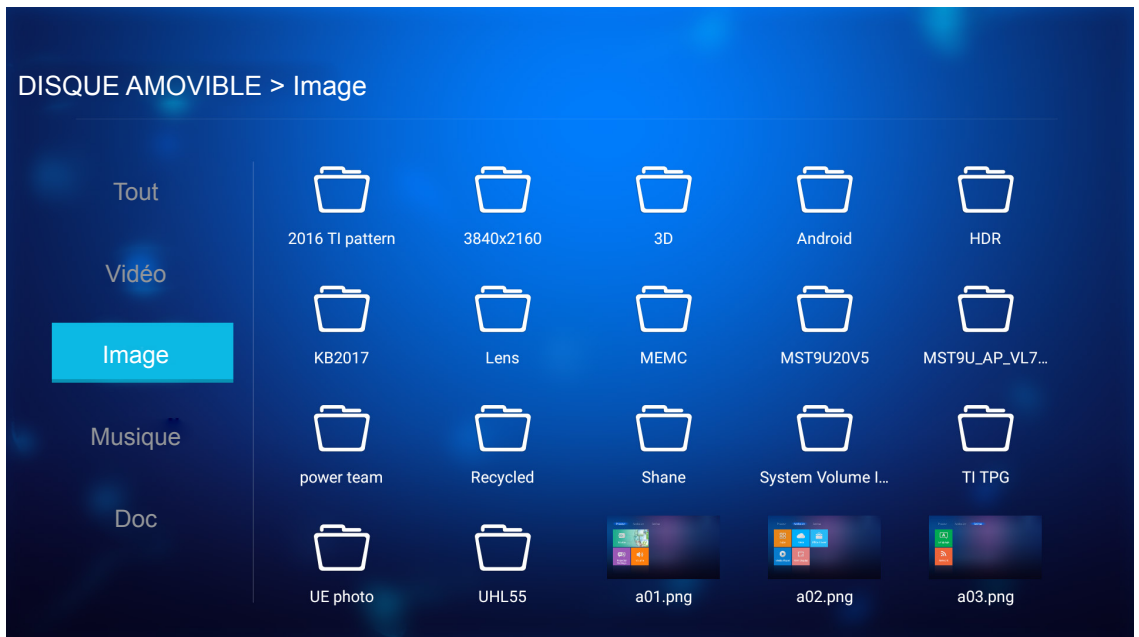 DISQUE AMOVIBLE > Image
Tout
Vidéo
Image
Musique
Doc
2016 TI pattern
3840x2160
3D
Android
HDR
KB2017
Lens
MEMC
MST9U20V5
MST9U_AP_VL7...
power team
Recycled
Shane
System Volume I...
TI TPG
UE photo
UHL55
a01.png
a02.png
a03.png